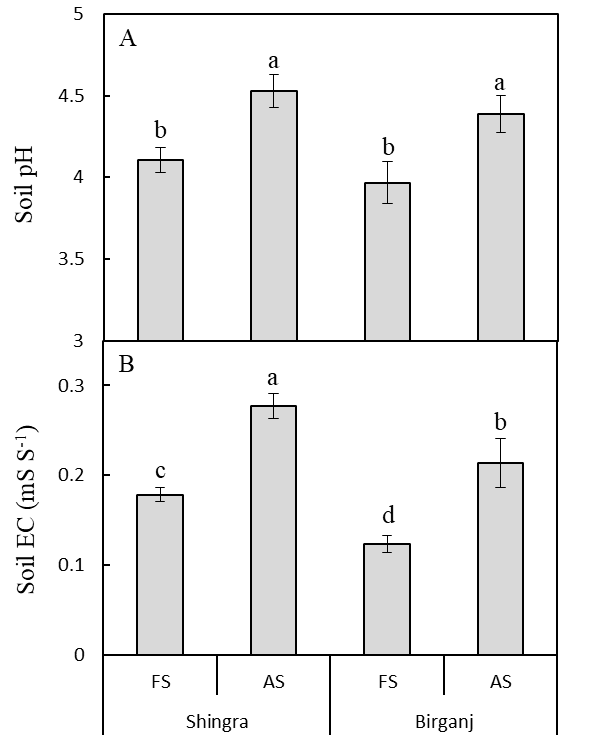 5
A
a
a
4.5
b
b
Soil pH
4
3.5
3
B
a
0.3
b
c
0.2
d
Soil EC (mS S⁻¹)
0.1
0
FS AS FS AS
Shingra Birganj